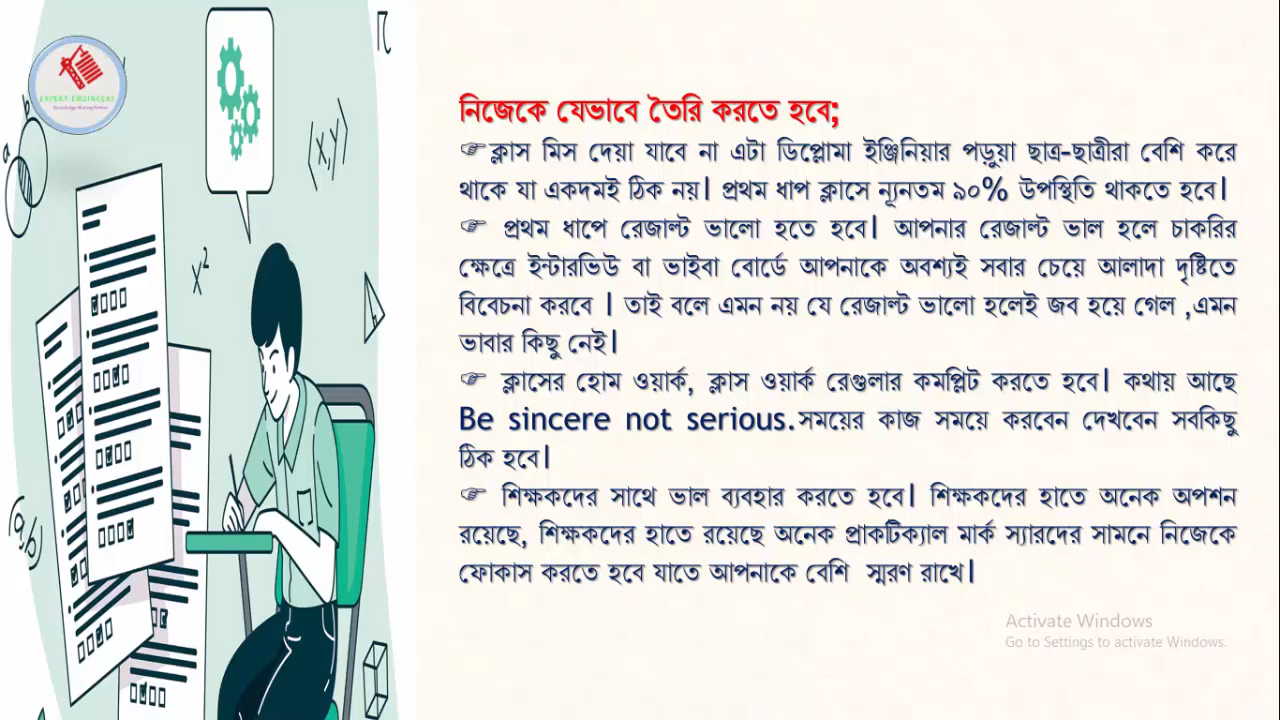 EXPERT ENGINEERS
নিজেকে যেভাবে তৈরি করতে হবে;
☞ক্লাস মিস দেয়া যাবে না এটা ডিপ্লোমা ইঞ্জিনিয়ার পড়ুয়া ছাত্র-ছাত্রীরা বেশি করে
থাকে যা একদমই ঠিক নয়। প্রথম ধাপ ক্লাসে ন্যূনতম ৯০% উপস্থিতি থাকতে হবে।
☞ প্রথম ধাপে রেজাল্ট ভালো হতে হবে। আপনার রেজাল্ট ভাল হলে চাকরির
ক্ষেত্রে ইন্টারভিউ বা ভাইবা বোর্ডে আপনাকে অবশ্যই সবার চেয়ে আলাদা দৃষ্টিতে
বিবেচনা করবে । তাই বলে এমন নয় যে রেজাল্ট ভালো হলেই জব হয়ে গেল ,এমন
ভাবার কিছু নেই।
☞ ক্লাসের হোম ওয়ার্ক, ক্লাস ওয়ার্ক রেগুলার কমপ্লিট করতে হবে। কথায় আছে
Be sincere not serious.সময়ের কাজ সময়ে করবেন দেখবেন সবকিছু
ঠিক হবে।
☞ শিক্ষকদের সাথে ভাল ব্যবহার করতে হবে। শিক্ষকদের হাতে অনেক অপশন
রয়েছে, শিক্ষকদের হাতে রয়েছে অনেক প্রাকটিক্যাল মার্ক স্যারদের সামনে নিজেকে
ফোকাস করতে হবে যাতে আপনাকে বেশি স্মরণ রাখে।
Activate Windows
Go to Settings to activate Windows.
(x,y)
x²
a
b